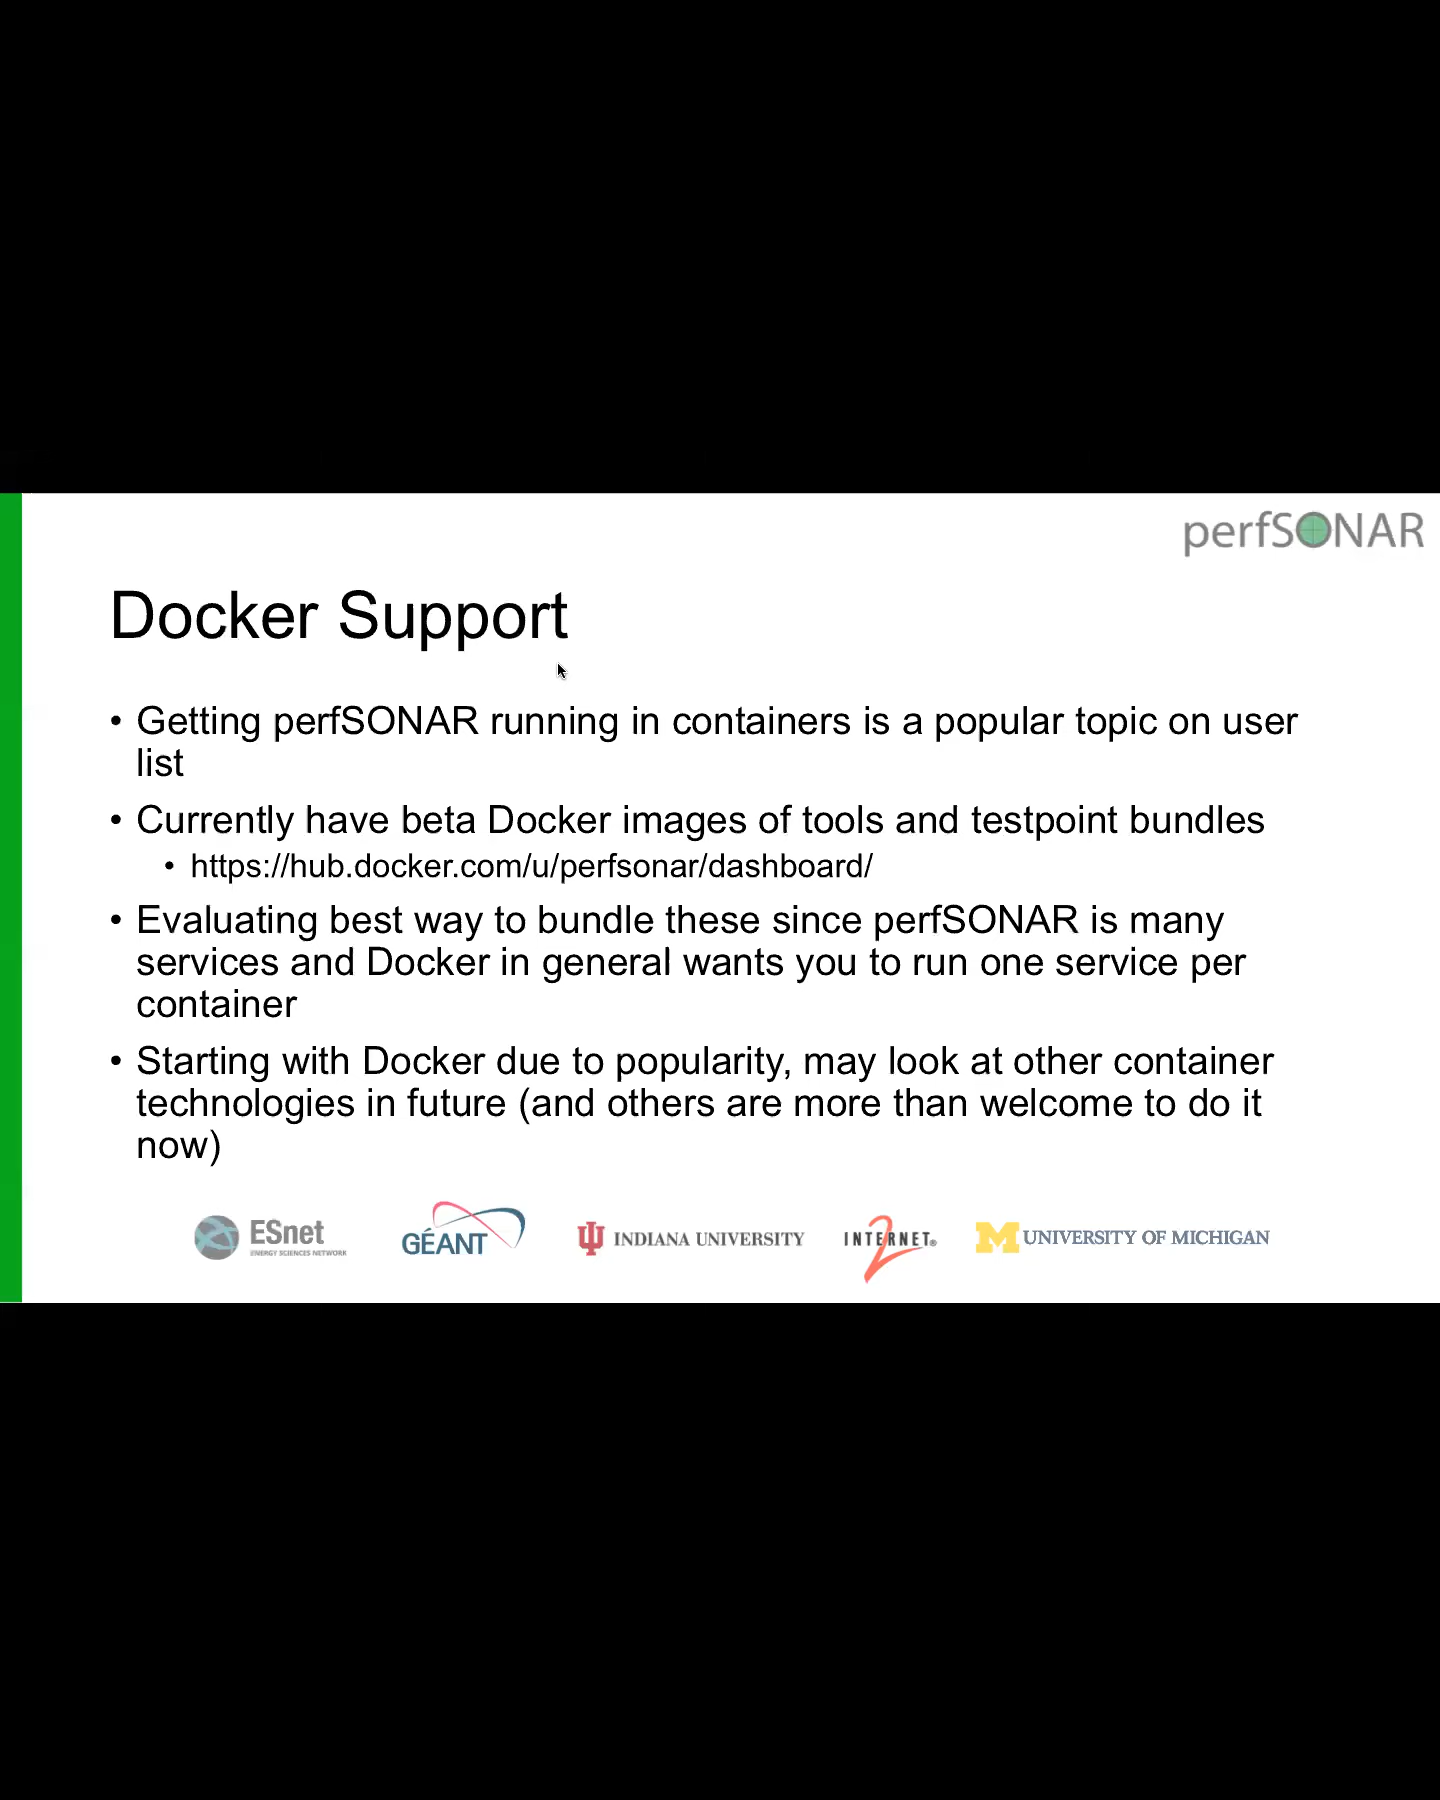 perfSONAR
Docker Support
• Getting perfSONAR running in containers is a popular topic on user
list
• Currently have beta Docker images of tools and testpoint bundles
• https://hub.docker.com/u/perfsonar/dashboard/
• Evaluating best way to bundle these since perfSONAR is many
services and Docker in general wants you to run one service per
container
• Starting with Docker due to popularity, may look at other container
technologies in future (and others are more than welcome to do it
now)
ESnet
ENERGY SCIENCES NETWORK
GÉANT
INDIANA UNIVERSITY
INTERNET®
2
M UNIVERSITY OF MICHIGAN